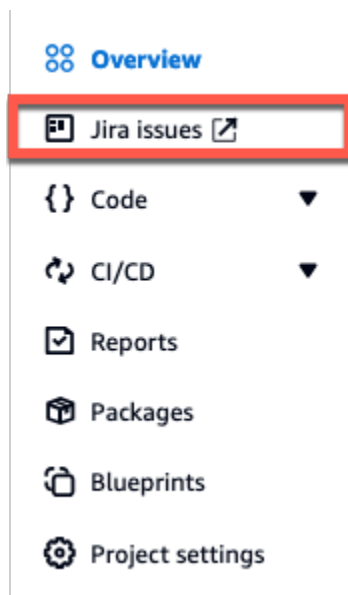 Overview
Jira issues
Code
CI/CD
Reports
Packages
Blueprints
Project settings